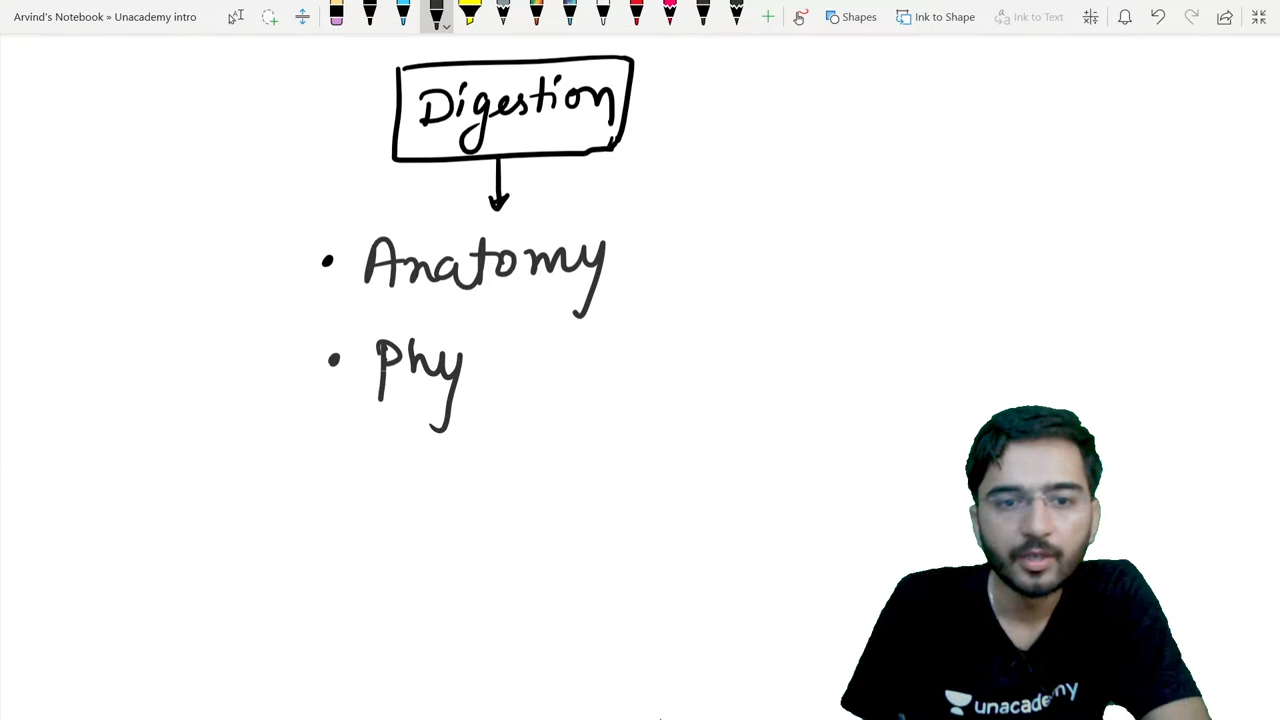 Arvind's Notebook » Unacademy intro
Shapes
Ink to Shape
Ink to Text
Digestion
• Anatomy
• Phy
unacademy